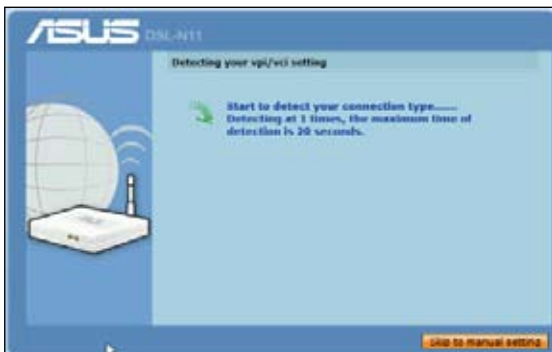 ASUS DSL-N11
Detecting your vpi/vci setting
Start to detect your connection type......
Detecting at 1 times, the maximum time of
detection is 20 seconds.
Skip to manual setting